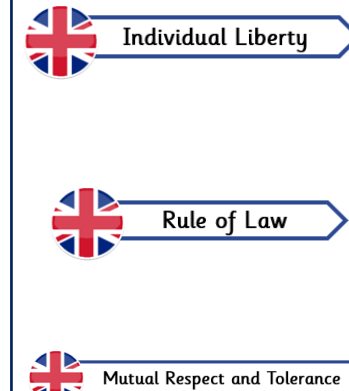 Individual Liberty
Rule of Law
Mutual Respect and Tolerance